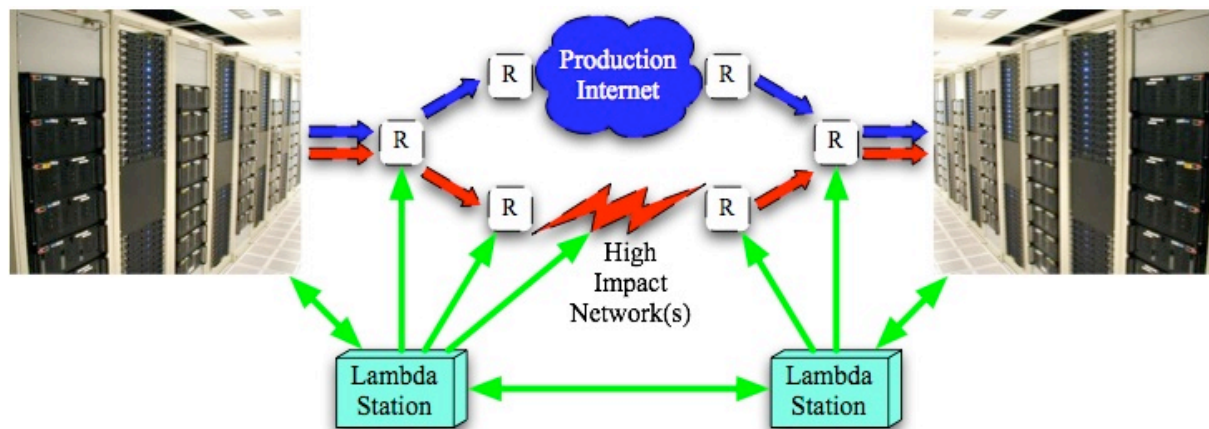 R
Production
Internet
R
R
R
R
R
High
Impact
Network(s)
Lambda
Station
Lambda
Station